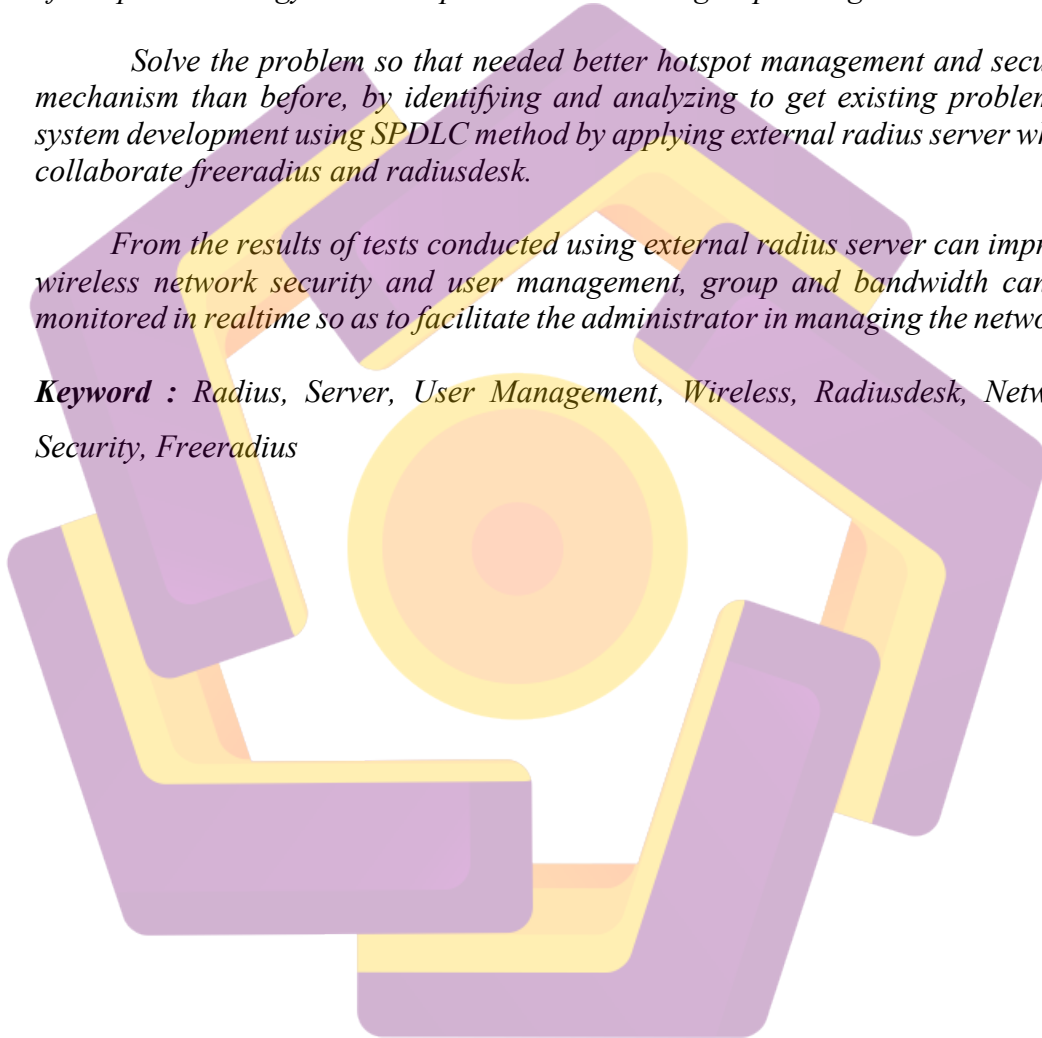 Solve the problem so that needed better hotspot management and secu
mechanism than before, by identifying and analyzing to get existing problem
system development using SPDLC method by applying external radius server wh
collaborate freeradius and radiusdesk.
From the results of tests conducted using external radius server can impr
wireless network security and user management, group and bandwidth can
monitored in realtime so as to facilitate the administrator in managing the netwo
Keyword : Radius, Server, User Management, Wireless, Radiusdesk, Netw
Security, Freeradius